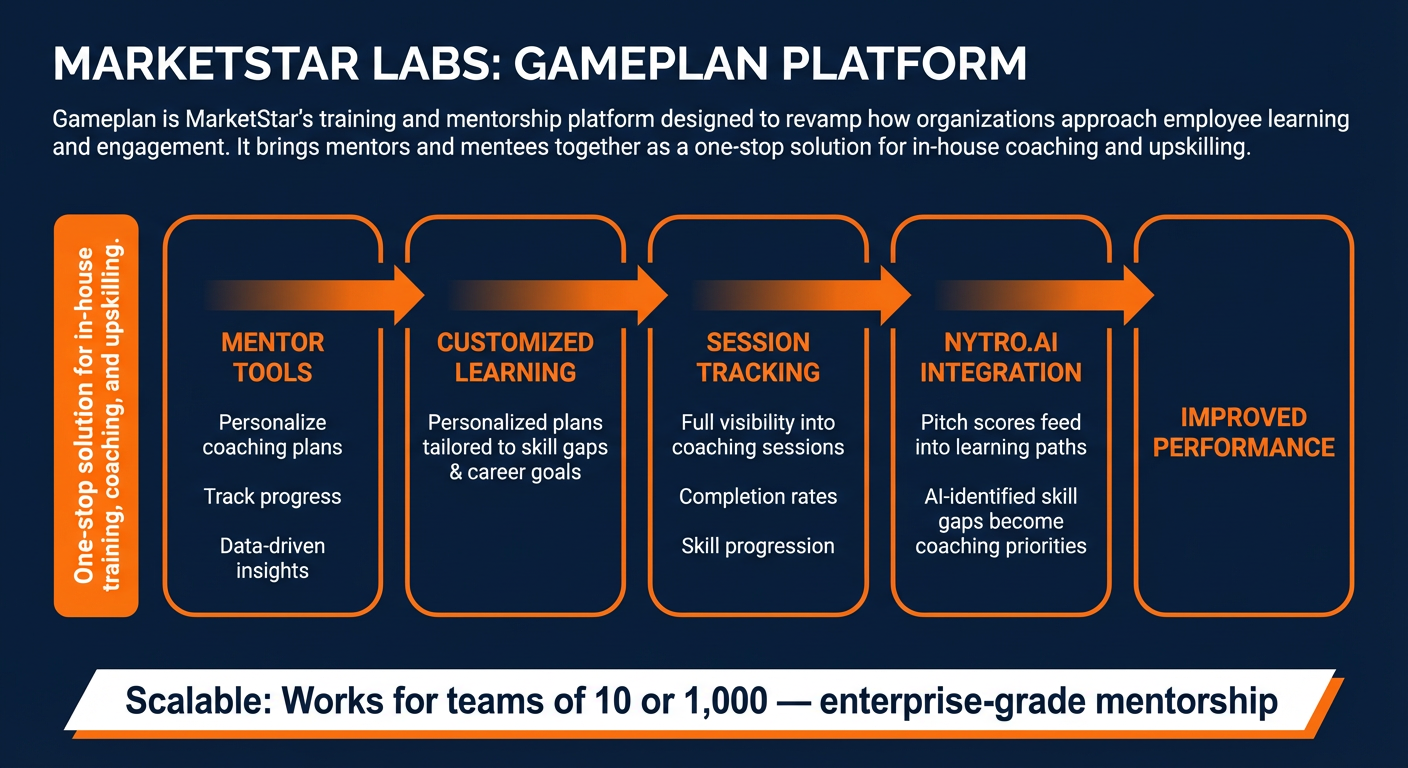 MARKETSTAR LABS: GAMEPLAN PLATFORM
Gameplan is MarketStar's training and mentorship platform designed to revamp how organizations approach employee learning
and engagement. It brings mentors and mentees together as a one-stop solution for in-house coaching and upskilling.
One-stop solution for in-house
training, coaching, and upskilling.
MENTOR
TOOLS
Personalize
coaching plans
Track progress
Data-driven
insights
CUSTOMIZED
LEARNING
Personalized plans
tailored to skill gaps
& career goals
SESSION
TRACKING
Full visibility into
coaching sessions
Completion rates
Skill progression
NYTRO.AI
INTEGRATION
Pitch scores feed
into learning paths
AI-identified skill
gaps become
coaching priorities
IMPROVED
PERFORMANCE
Scalable: Works for teams of 10 or 1,000 — enterprise-grade mentorship